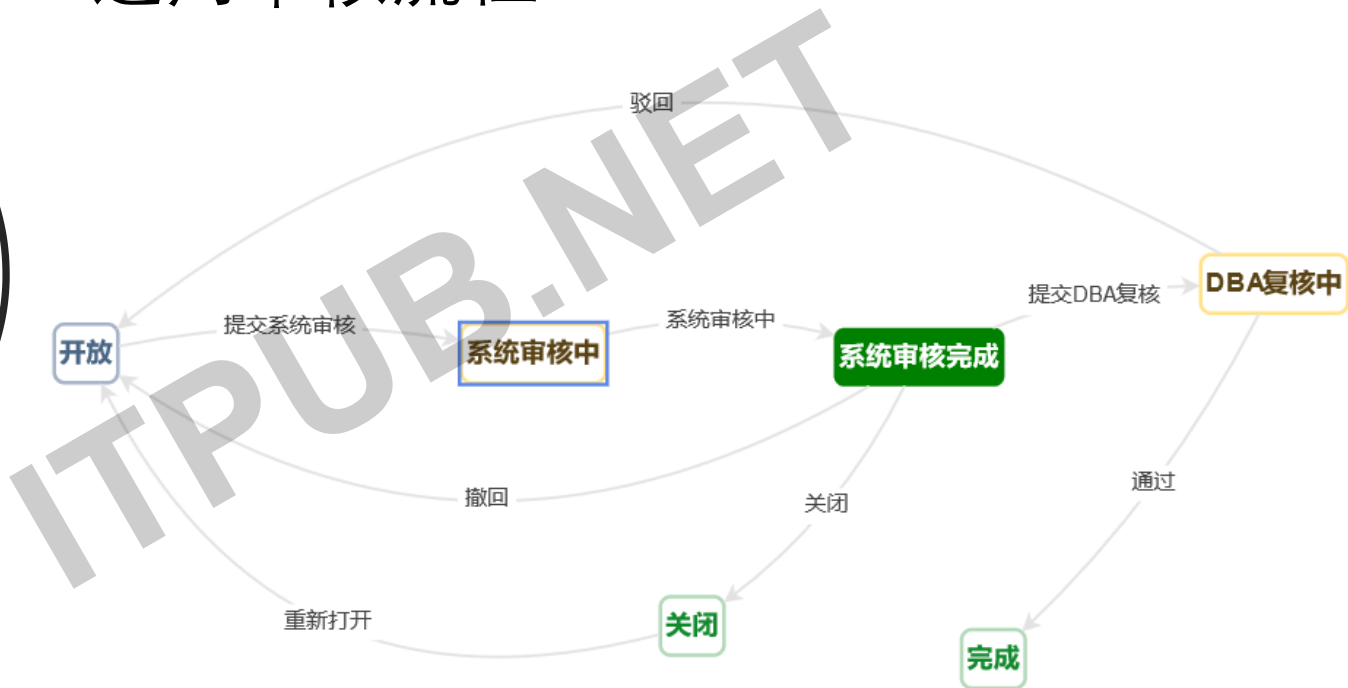 驳回
DBA复核中
提交DBA复核
系统审核中
提交系统审核
开放
系统审核中
系统审核完成
通过
撤回
关闭
重新打开
关闭
完成
ITPUB.NET